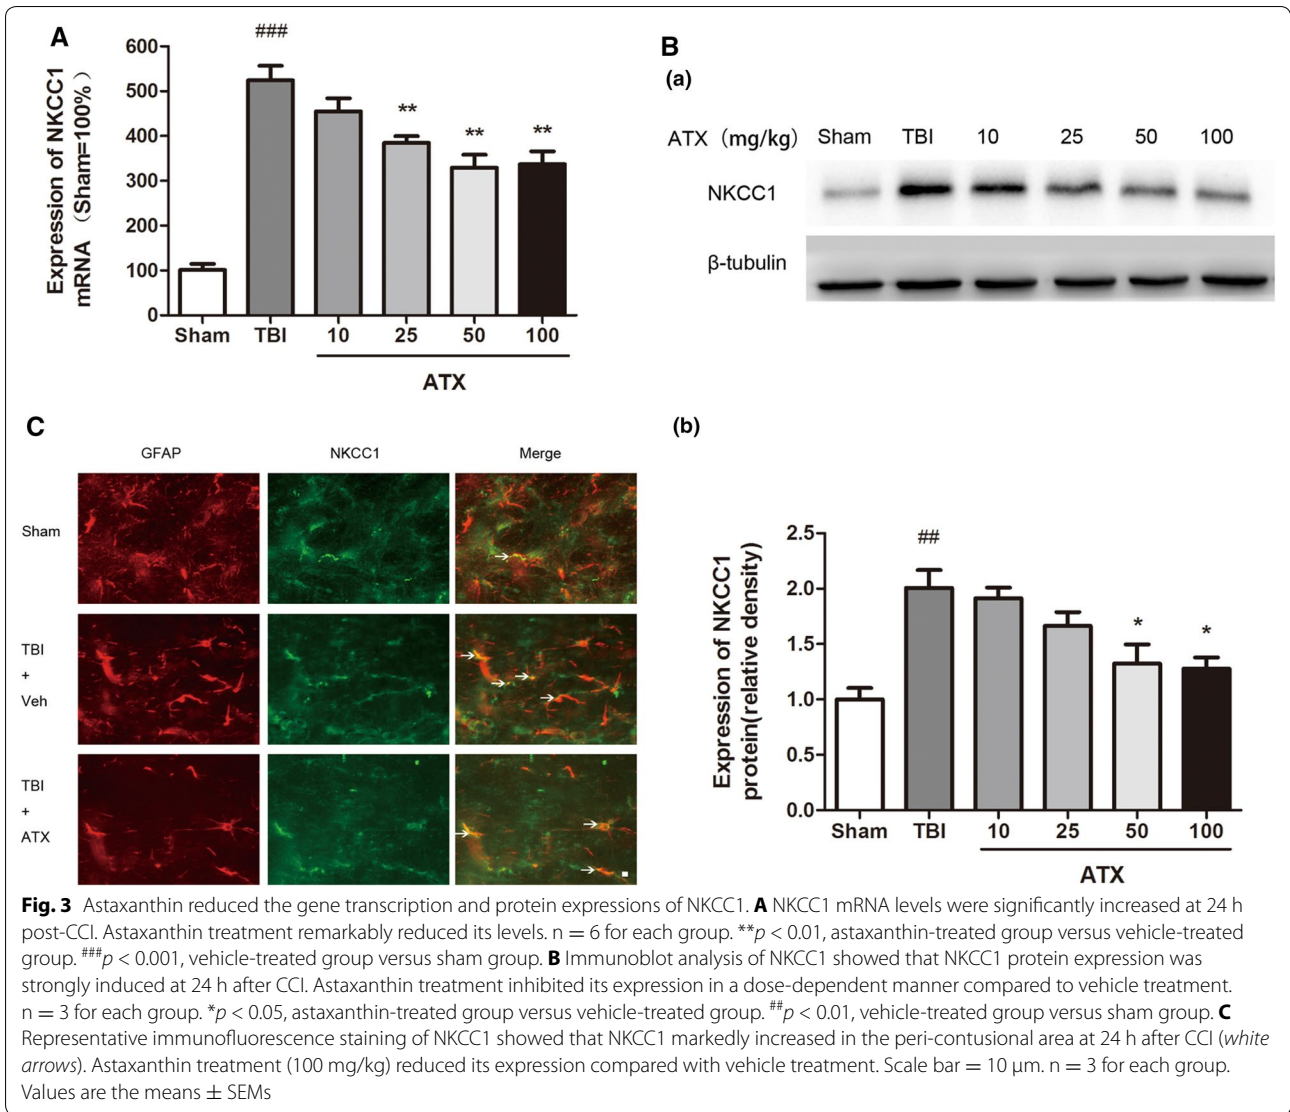 A
###
600
500
400
300
200
100
0
**
**
**
Expression of NKCC1
mRNA (Sham=100%)
Sham TBI 10 25 50 100
ATX
B
(a)
ATX (mg/kg) Sham TBI 10 25 50 100
NKCC1
β-tubulin
C
GFAP NKCC1 Merge
Sham
TBI
+
Veh
TBI
+
ATX
(b)
2.5
2.0
1.5
1.0
0.5
0.0
##
*
*
Expression of NKCC1
protein(relative density)
Sham TBI 10 25 50 100
ATX
Fig. 3 Astaxanthin reduced the gene transcription and protein expressions of NKCC1. A NKCC1 mRNA levels were significantly increased at 24 h
post-CCI. Astaxanthin treatment remarkably reduced its levels. n = 6 for each group. **p < 0.01, astaxanthin-treated group versus vehicle-treated
group. ###p < 0.001, vehicle-treated group versus sham group. B Immunoblot analysis of NKCC1 showed that NKCC1 protein expression was
strongly induced at 24 h after CCI. Astaxanthin treatment inhibited its expression in a dose-dependent manner compared to vehicle treatment.
n = 3 for each group. *p < 0.05, astaxanthin-treated group versus vehicle-treated group. ##p < 0.01, vehicle-treated group versus sham group. C
Representative immunofluorescence staining of NKCC1 showed that NKCC1 markedly increased in the peri-contusional area at 24 h after CCI (white
arrows). Astaxanthin treatment (100 mg/kg) reduced its expression compared with vehicle treatment. Scale bar = 10 μm. n = 3 for each group.
Values are the means ± SEMs